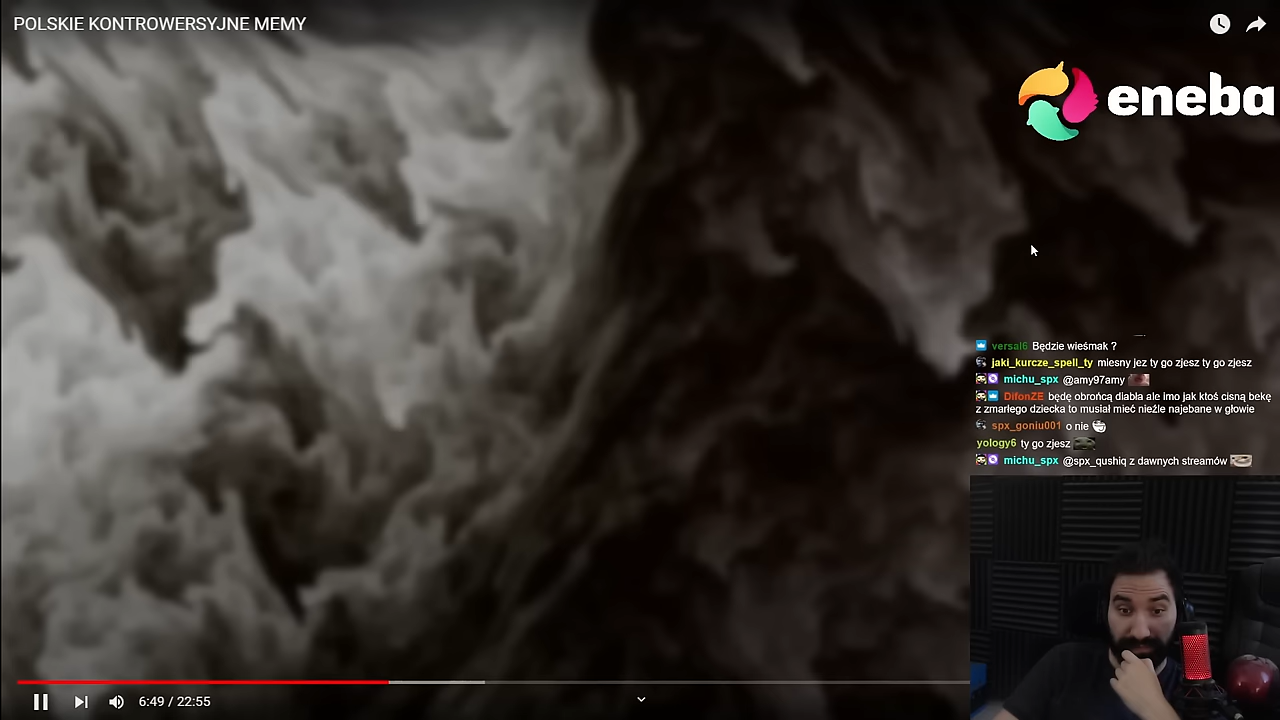 POLSKIE KONTROWERSYJNE MEMY
eneba
versal6 Będzie wieśmak ?
jaki_kurcze_spell_ty miesny jez ty go zjesz ty go zjesz
michu_spx @amy97amy
DifonZE będę obrońcą diabła ale imo jak ktoś cisną bekę
z zmarłego dziecka to musiał mieć nieźle najebane w głowie
spx_goniu001 o nie
yology6 ty go zjesz
michu_spx @spx_qushiq z dawnych streamów
6:49 / 22:55